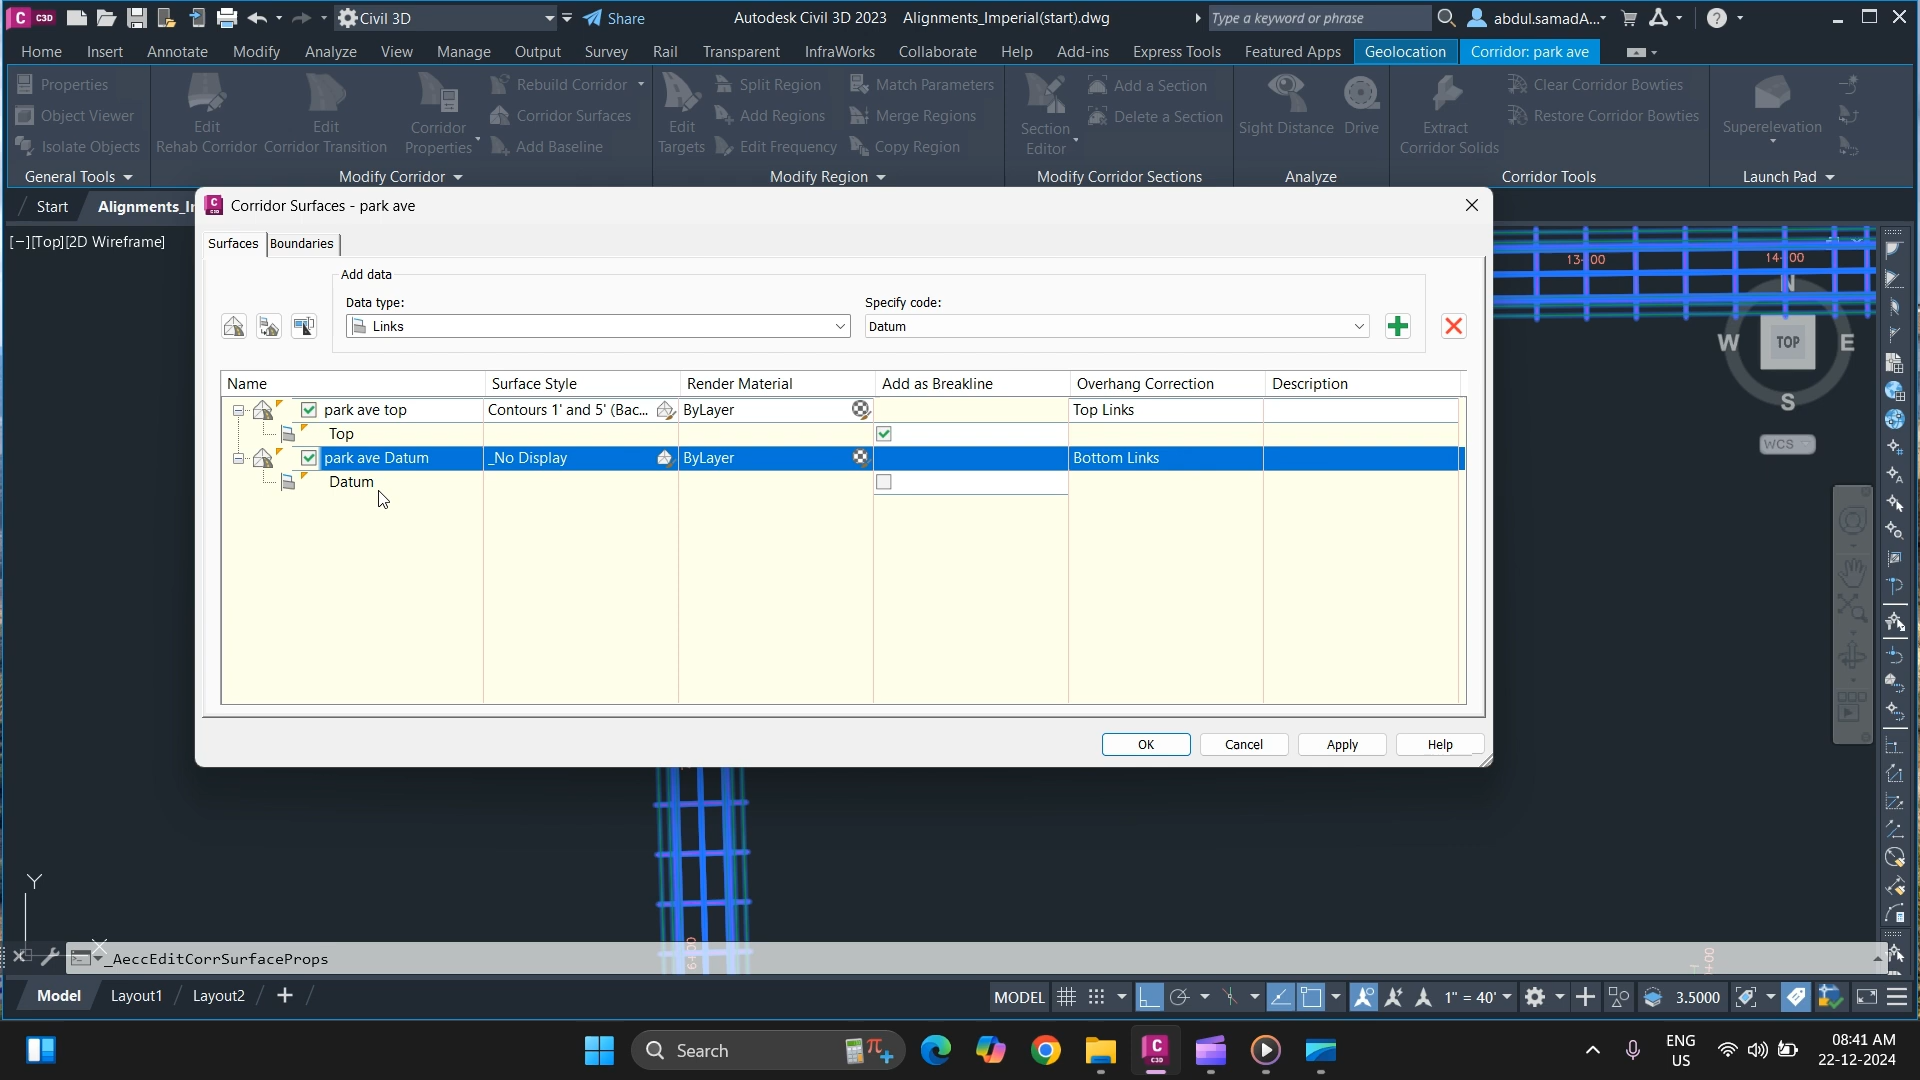 C3D Civil 3D Share Autodesk Civil 3D 2023 Alignments_Imperial(start).dwg Type a keyword or phrase abdul.samadA...
Home Insert Annotate Modify Analyze View Manage Output Survey Rail Transparent InfraWorks Collaborate Help Add-ins Express Tools Featured Apps Geolocation Corridor: park ave
Properties
Object Viewer
Isolate Objects
General Tools
Edit
Rehab Corridor
Edit
Corridor Transition
Corridor
Properties
Rebuild Corridor
Corridor Surfaces
Add Baseline
Modify Corridor
Edit
Targets
Split Region
Add Regions
Edit Frequency
Match Parameters
Merge Regions
Copy Region
Modify Region
Section
Editor
Add a Section
Delete a Section
Modify Corridor Sections
Sight Distance
Drive
Analyze
Extract
Corridor Solids
Clear Corridor Bowties
Restore Corridor Bowties
Corridor Tools
Superelevation
Launch Pad
Start Alignments_I
[−][Top][2D Wireframe]
Corridor Surfaces - park ave
Surfaces Boundaries
Add data
Data type: Specify code:
Links Datum
Name Surface Style Render Material Add as Breakline Overhang Correction Description
park ave top Contours 1' and 5' (Bac... ByLayer Top Links
Top
park ave Datum _No Display ByLayer Bottom Links
Datum
OK Cancel Apply Help
N
W TOP E
S
WCS
Y
_AeccEditCorrSurfaceProps
Model Layout1 Layout2 MODEL 1" = 40' 3.5000
Search ENG
US
08:41 AM
22-12-2024